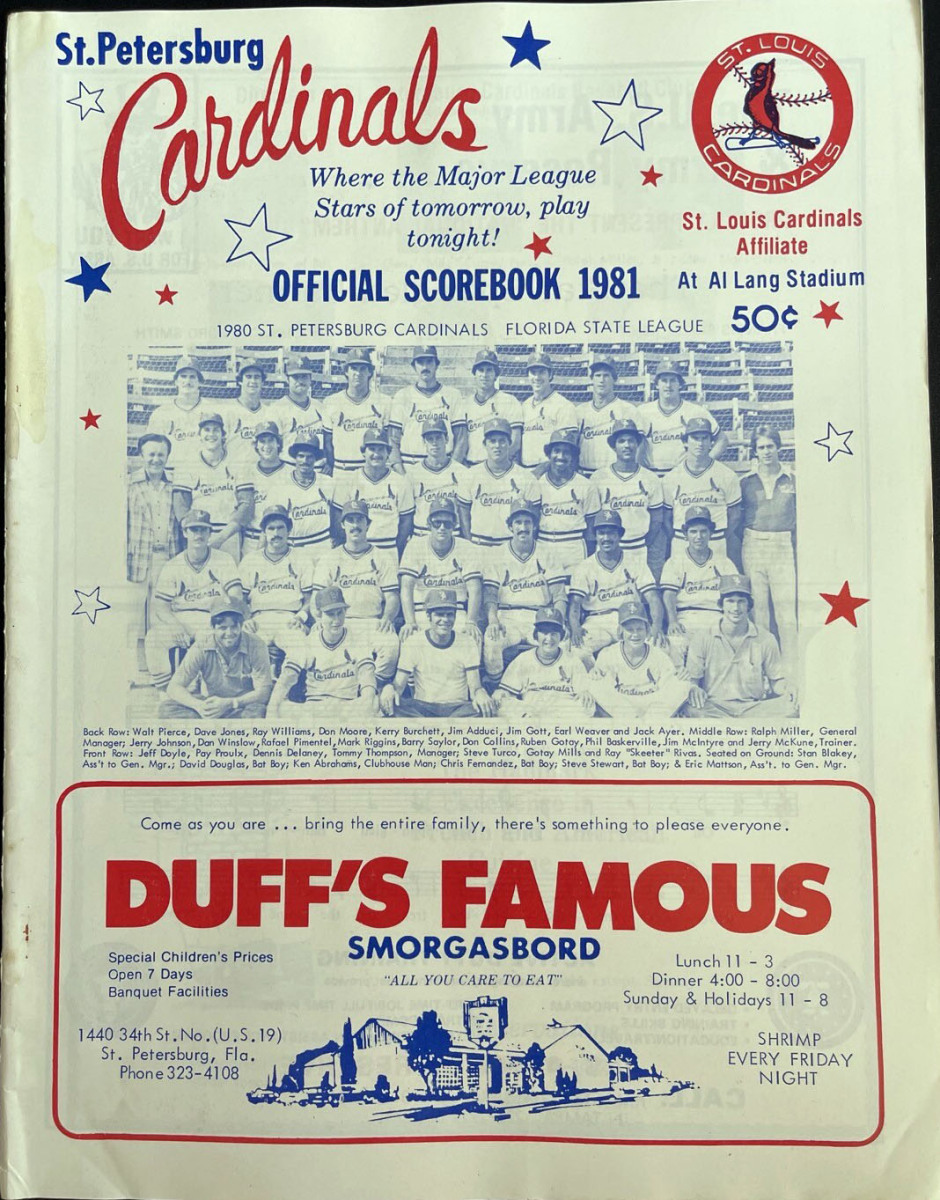 St.Petersburg
Cardinals
Where the Major League
Stars of tomorrow, play
tonight!
ST. LOUIS
CARDINALS
St. Louis Cardinals
Affiliate
At Al Lang Stadium
OFFICIAL SCOREBOOK 1981
50¢
1980 ST. PETERSBURG CARDINALS FLORIDA STATE LEAGUE
Back Row: Walt Pierce, Dave Jones, Ray Williams, Don Moore, Kerry Burchett, Jim Adduci, Jim Gott, Earl Weaver and Jack Ayer. Middle Row: Ralph Miller, General
Manager; Jerry Johnson, Dan Winslow, Rafael Pimentel, Mark Riggins, Barry Saylor, Don Collins, Ruben Gotay, Phil Baskerville, Jim McIntyre and Jerry McKune, Trainer.
Front Row: Jeff Doyle, Pay Proulx, Dennis Delaney, Tommy Thompson, Manager; Steve Turco, Gotay Mills and Ray "Skeeter" Rivas. Seated on Ground: Stan Blakey,
Ass't to Gen. Mgr.; David Douglas, Bat Boy; Ken Abrahams, Clubhouse Man; Chris Fernandez, Bat Boy; Steve Stewart, Bat Boy; & Eric Mattson, Ass't. to Gen. Mgr.
Come as you are ... bring the entire family, there's something to please everyone.
DUFF'S FAMOUS
SMORGASBORD
"ALL YOU CARE TO EAT"
Special Children's Prices
Open 7 Days
Banquet Facilities
1440 34th St. No. (U.S. 19)
St. Petersburg, Fla.
Phone 323-4108
Lunch 11 - 3
Dinner 4:00 - 8:00
Sunday & Holidays 11 - 8
SHRIMP
EVERY FRIDAY
NIGHT